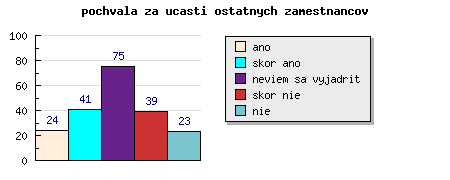 pochvala za ucasti ostatnych zamestnancov
100
80
60
40
20
0
24
41
75
39
23
ano
skor ano
neviem sa vyjadrit
skor nie
nie